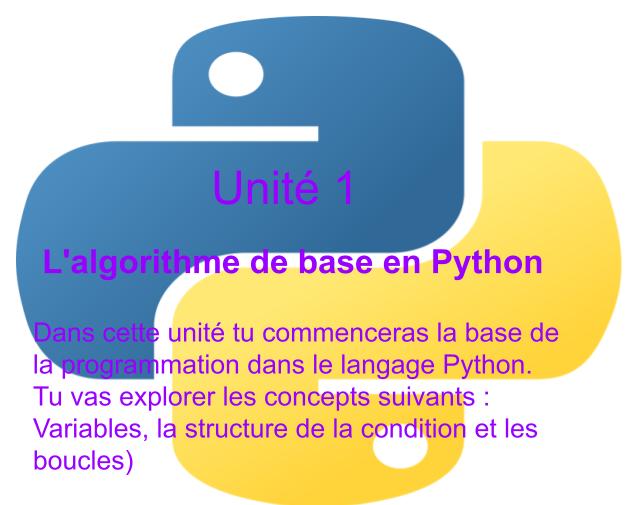 Unité 1
L'algorithme de base en Python
Dans cette unité tu commenceras la base de
la programmation dans le langage Python.
Tu vas explorer les concepts suivants :
Variables, la structure de la condition et les
boucles)